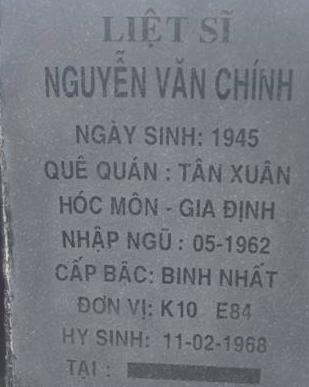 LIỆT SĨ
NGUYỄN VĂN CHÍNH
NGÀY SINH: 1945
QUÊ QUÁN : TÂN XUÂN
HÓC MÔN - GIA ĐỊNH
NHẬP NGŨ : 05-1962
CẤP BẬC: BINH NHẤT
ĐƠN VỊ: K10 E84
HY SINH: 11-02-1968
TẠI :